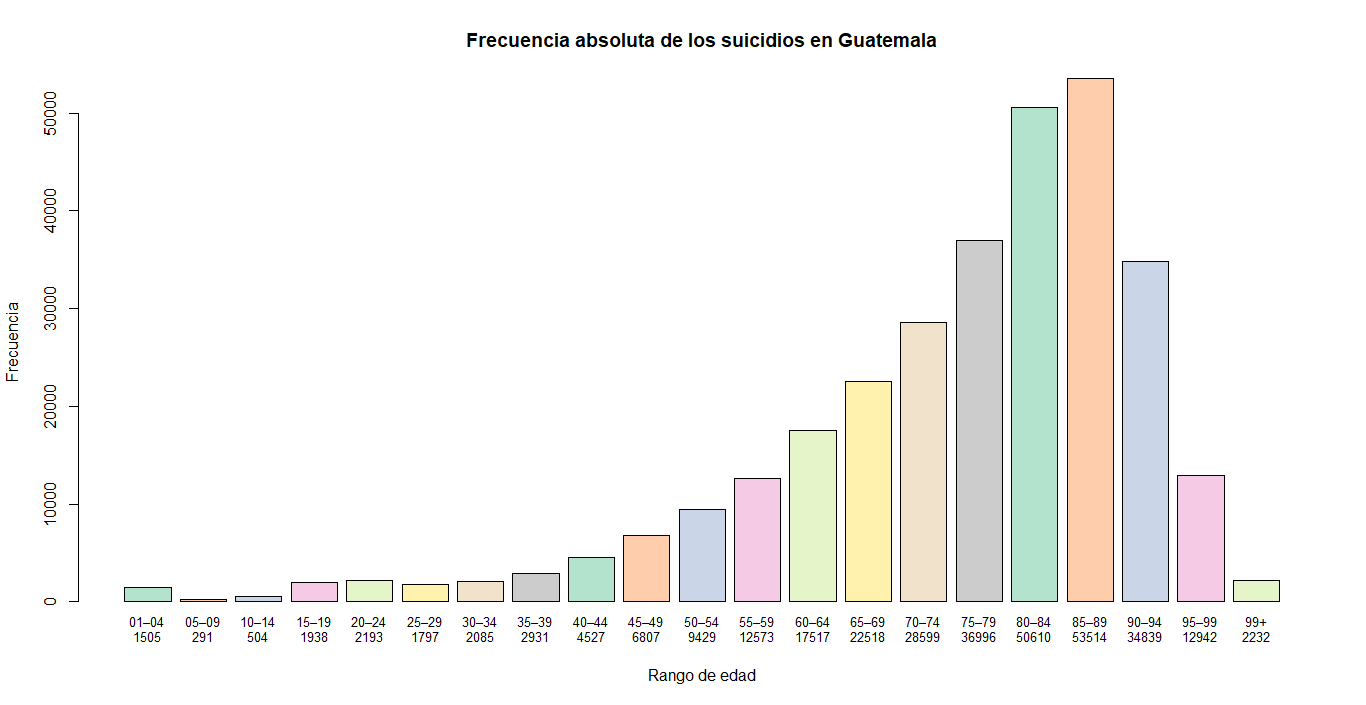 Frecuencia absoluta de los suicidios en Guatemala
Frecuencia
50000
40000
30000
20000
10000
0
01–04 05–09 10–14 15–19 20–24 25–29 30–34 35–39 40–44 45–49 50–54 55–59 60–64 65–69 70–74 75–79 80–84 85–89 90–94 95–99 99+
1505 291 504 1938 2193 1797 2085 2931 4527 6807 9429 12573 17517 22518 28599 36996 50610 53514 34839 12942 2232
Rango de edad